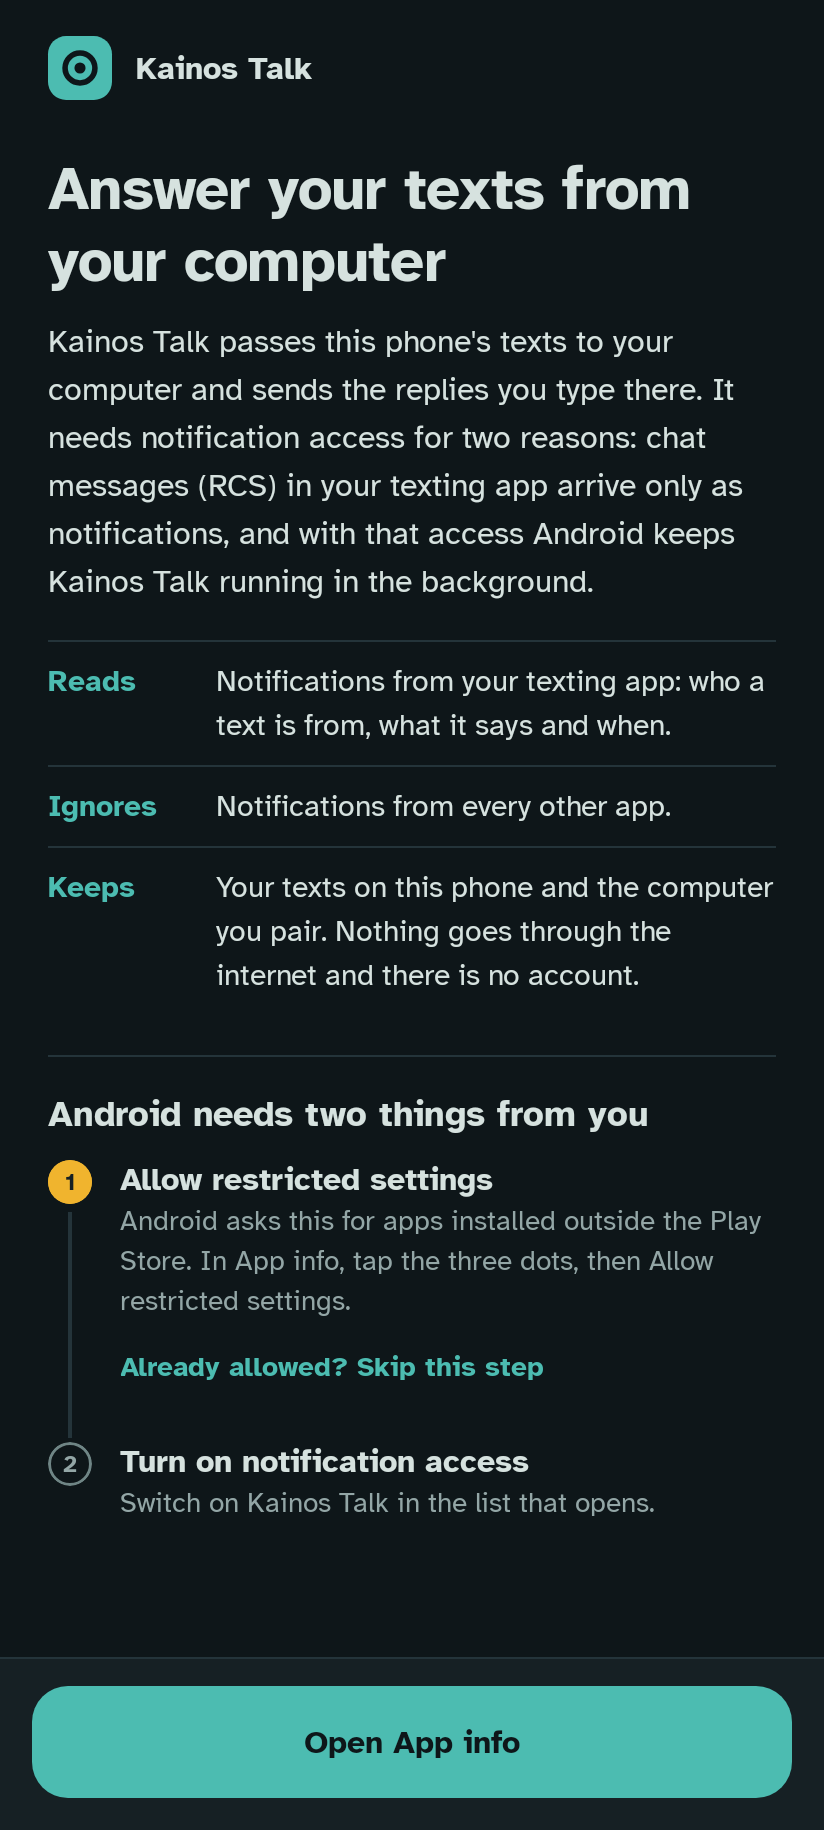 Kainos Talk
Answer your texts from
your computer
Kainos Talk passes this phone's texts to your
computer and sends the replies you type there. It
needs notification access for two reasons: chat
messages (RCS) in your texting app arrive only as
notifications, and with that access Android keeps
Kainos Talk running in the background.
Reads
Notifications from your texting app: who a
text is from, what it says and when.
Ignores
Notifications from every other app.
Keeps
Your texts on this phone and the computer
you pair. Nothing goes through the
internet and there is no account.
Android needs two things from you
1
Allow restricted settings
Android asks this for apps installed outside the Play
Store. In App info, tap the three dots, then Allow
restricted settings.
Already allowed? Skip this step
2
Turn on notification access
Switch on Kainos Talk in the list that opens.
Open App info